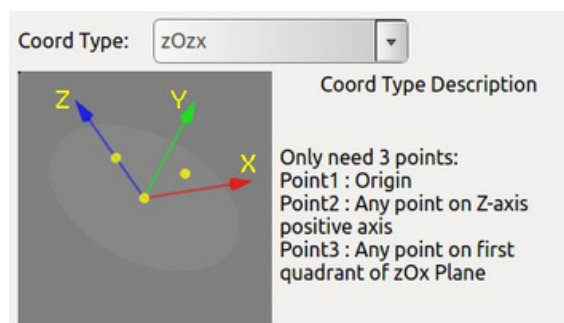 Coord Type: zOzx
Coord Type Description
Z Y
X
Only need 3 points:
Point1 : Origin
Point2 : Any point on Z-axis
positive axis
Point3 : Any point on first
quadrant of zOx Plane